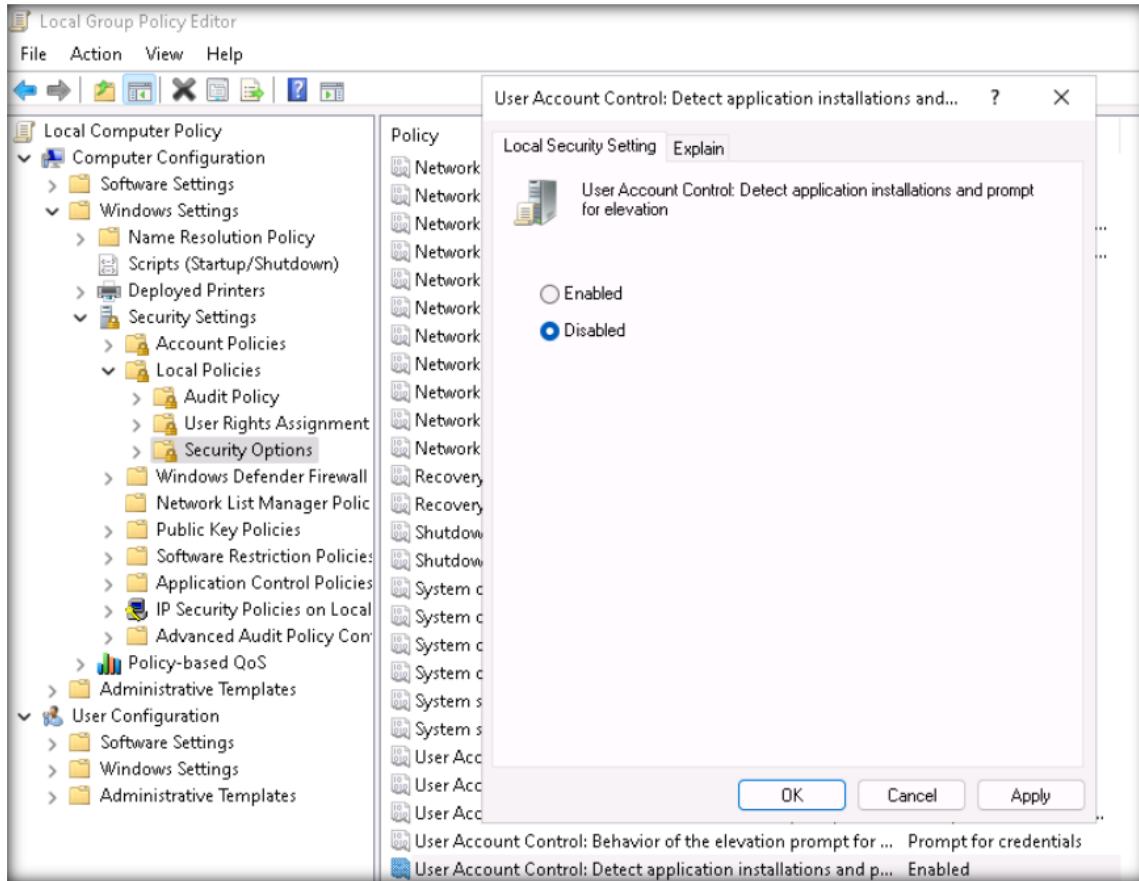 Local Group Policy Editor
File Action View Help
Local Computer Policy
Computer Configuration
Software Settings
Windows Settings
Name Resolution Policy
Scripts (Startup/Shutdown)
Deployed Printers
Security Settings
Account Policies
Local Policies
Audit Policy
User Rights Assignment
Security Options
Windows Defender Firewall
Network List Manager Polic
Public Key Policies
Software Restriction Policies
Application Control Policies
IP Security Policies on Local
Advanced Audit Policy Con
Policy-based QoS
Administrative Templates
User Configuration
Software Settings
Windows Settings
Administrative Templates
Policy
Network
Network
Network
Network
Network
Network
Network
Network
Network
Network
Network
Recovery
Recovery
Shutdow
Shutdow
System c
System c
System c
System c
System s
System s
User Acc
User Acc
User Acc
User Account Control: Behavior of the elevation prompt for ... Prompt for credentials
User Account Control: Detect application installations and p... Enabled
User Account Control: Detect application installations and... ?
Local Security Setting Explain
User Account Control: Detect application installations and prompt
for elevation
Enabled
Disabled
OK Cancel Apply